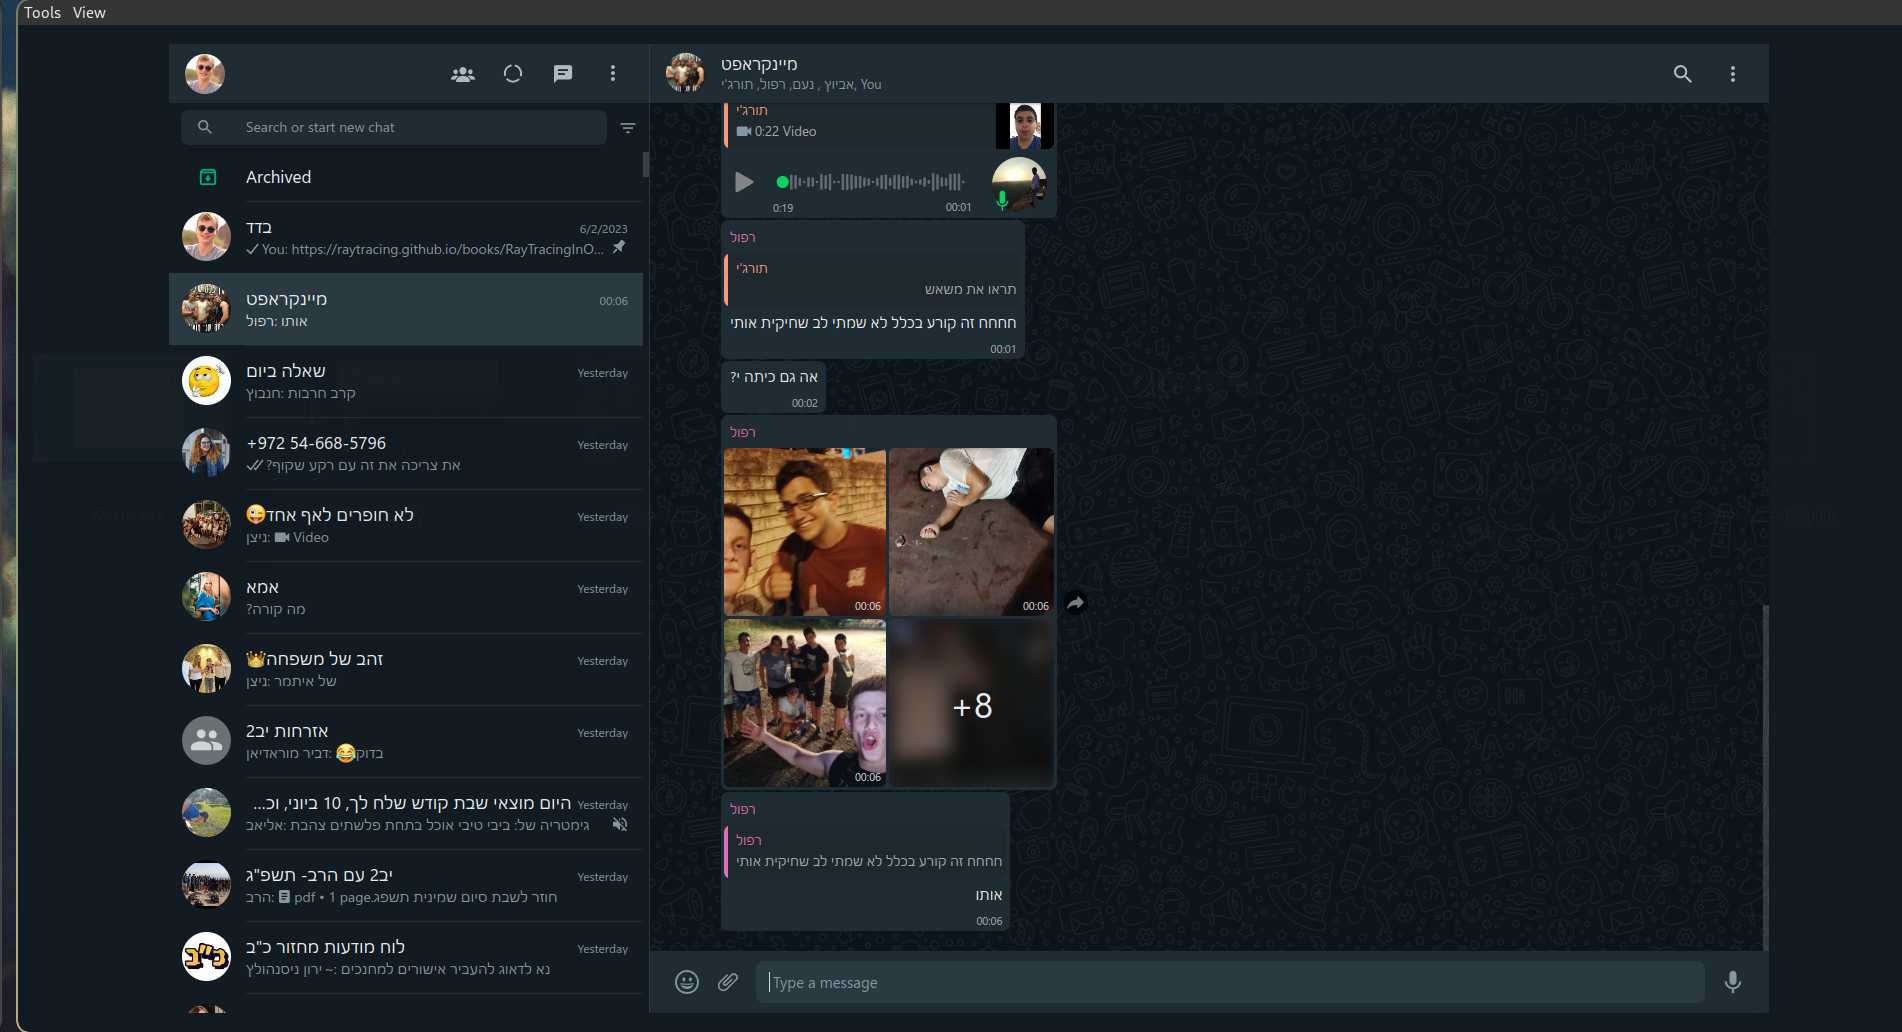 Tools View
Search or start new chat
Archived
בדד
6/2/2023
You: https://raytracing.github.io/books/RayTracingInO...
מיינקראפט
00:06
רפול: אותו
שאלה ביום
Yesterday
חנבוץ: קרב חרבות
+972 54-668-5796
Yesterday
את צריכה את זה עם רקע שקוף?
לא חופרים לאף אחד😜
Yesterday
ניצן: Video
אמא
Yesterday
מה קורה?
זהב של משפחה👑
Yesterday
ניצן: של איתמר
אזרחות יב2
Yesterday
דביר מוראדיאן: בדוק😂
היום מוצאי שבת קודש שלח לך, 10 ביוני, וכ...
Yesterday
אליאב: גימטריה של: ביבי טיבי אוכל בתחת פלשתים צהבת
יב2 עם הרב- תשפ"ג
Yesterday
הרב: חוזר לשבת סיום שמינית תשפג.pdf • 1 page
לוח מודעות מחזור כ"ב
Yesterday
~ ירון ניסנהולץ: נא לדאוג להעביר אישורים למחנכים
כ"ב
מיינקראפט
אביוץ, נעם, רפול, תורג'י, You
תורג'י
0:22 Video
0:19
00:01
רפול
תורג'י
תראו את משאש
חחחח זה קורע בכלל לא שמתי לב שחיקית אותי
00:01
אה גם כיתה י?
00:02
רפול
00:06
00:06
00:06
+8
רפול
רפול
חחחח זה קורע בכלל לא שמתי לב שחיקית אותי
אותו
00:06
Type a message